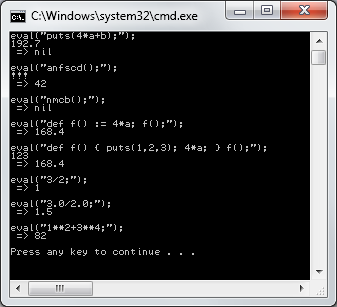 C:\Windows\system32\cmd.exe
eval("puts(4*a+b);");
192.7
=> nil
eval("anfscd();");
!!!
=> 42
eval("nmcb();");
=> nil
eval("def f() := 4*a; f();");
=> 168.4
eval("def f() { puts(1,2,3); 4*a; } f();");
123
=> 168.4
eval("3/2;");
=> 1
eval("3.0/2.0;");
=> 1.5
eval("1**2+3**4;");
=> 82
Press any key to continue . . .